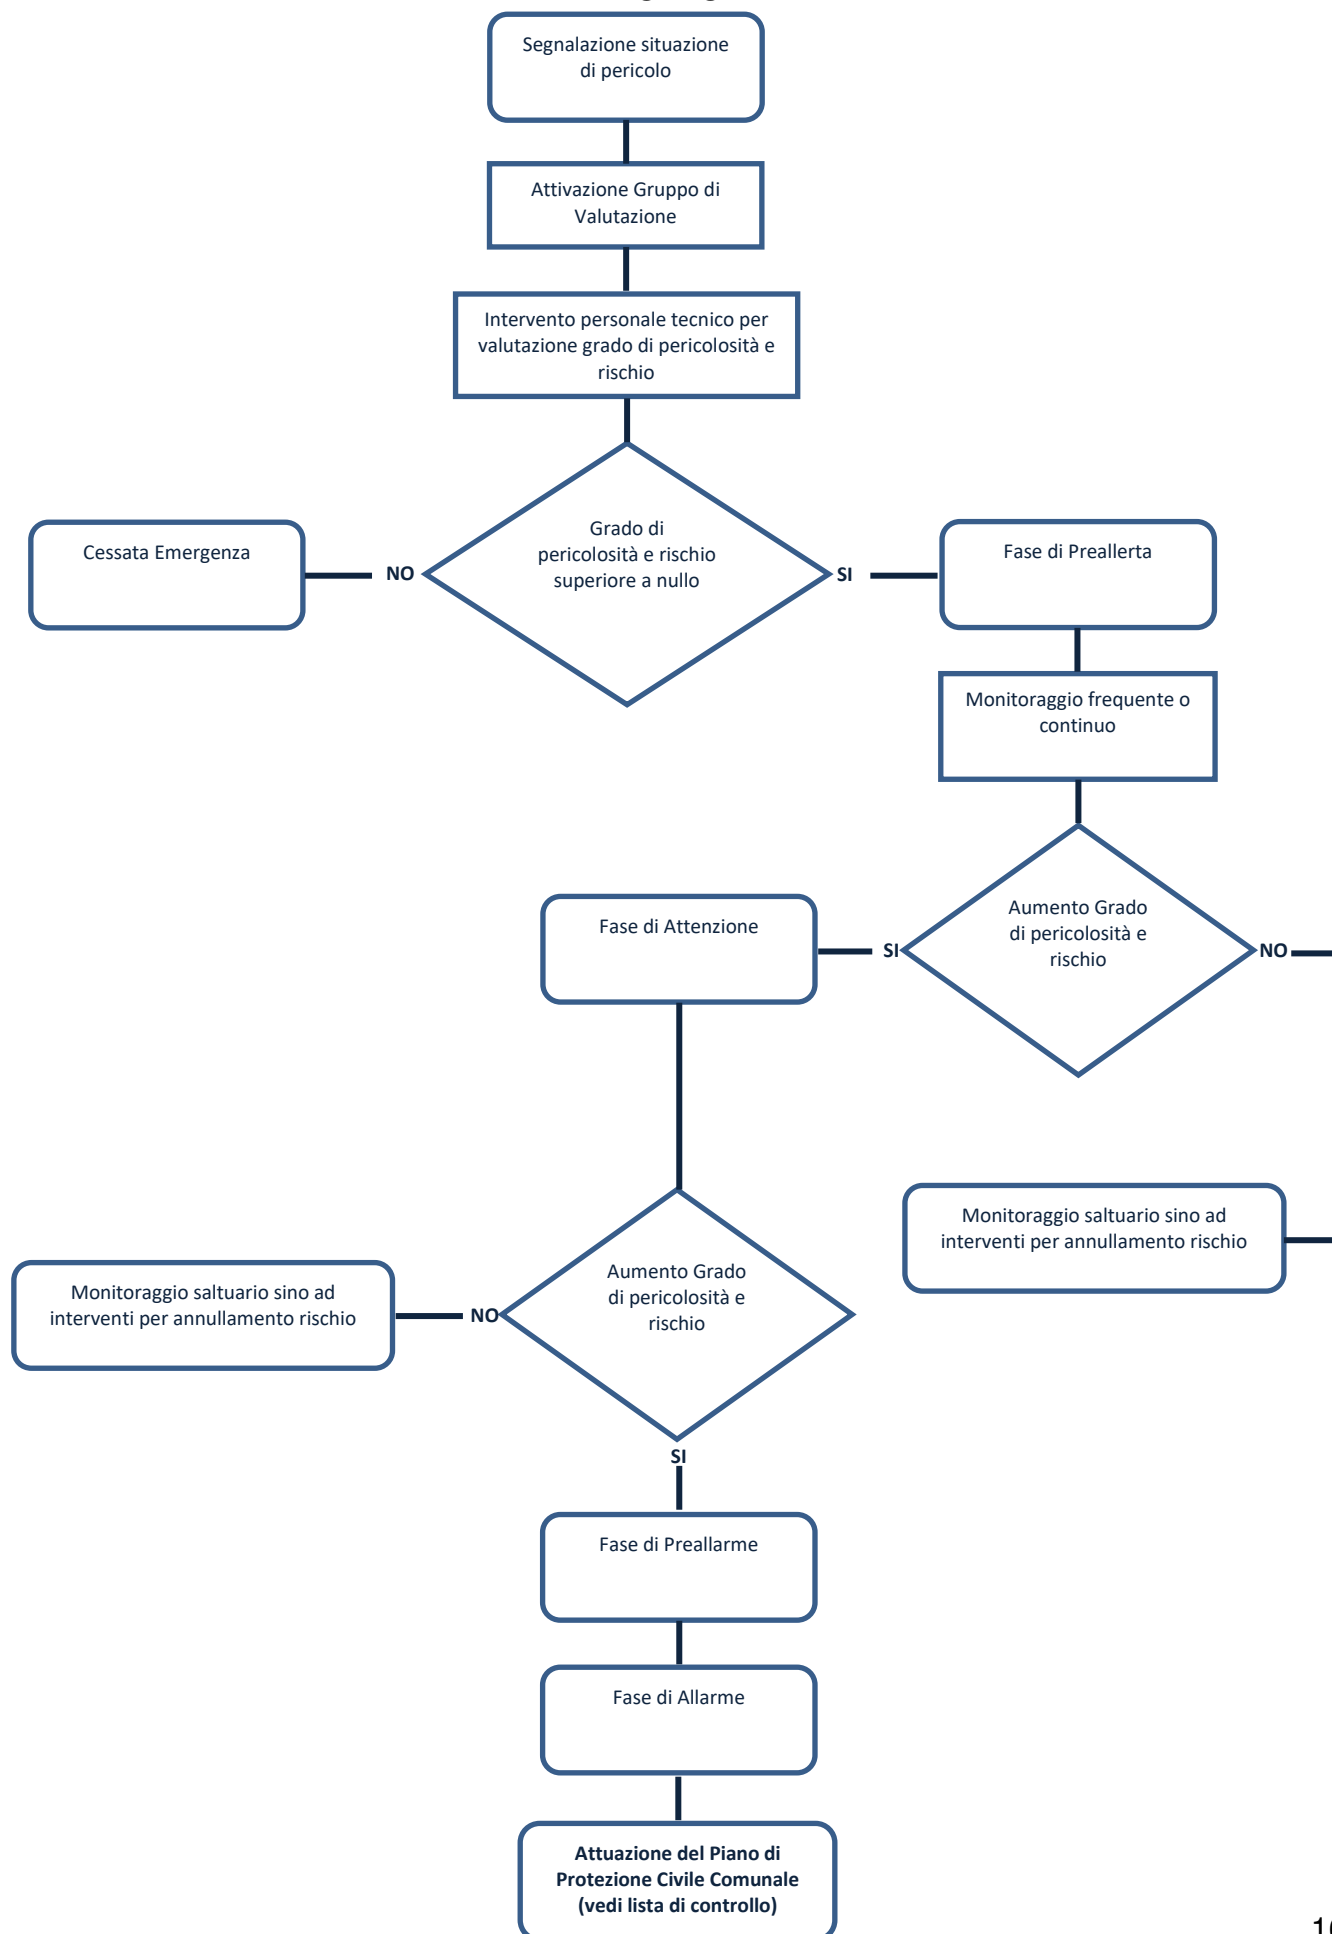 Segnalazione situazione
di pericolo
Attivazione Gruppo di
Valutazione
Intervento personale tecnico per
valutazione grado di pericolosità e
rischio
Grado di
pericolosità e rischio
superiore a nullo
Cessata Emergenza
NO
SI
Fase di Preallerta
Monitoraggio frequente o
continuo
Aumento Grado
di pericolosità e
rischio
Fase di Attenzione
SI
NO
Monitoraggio saltuario sino ad
interventi per annullamento rischio
Aumento Grado
di pericolosità e
rischio
Monitoraggio saltuario sino ad
interventi per annullamento rischio
NO
SI
Fase di Preallarme
Fase di Allarme
Attuazione del Piano di
Protezione Civile Comunale
(vedi lista di controllo)